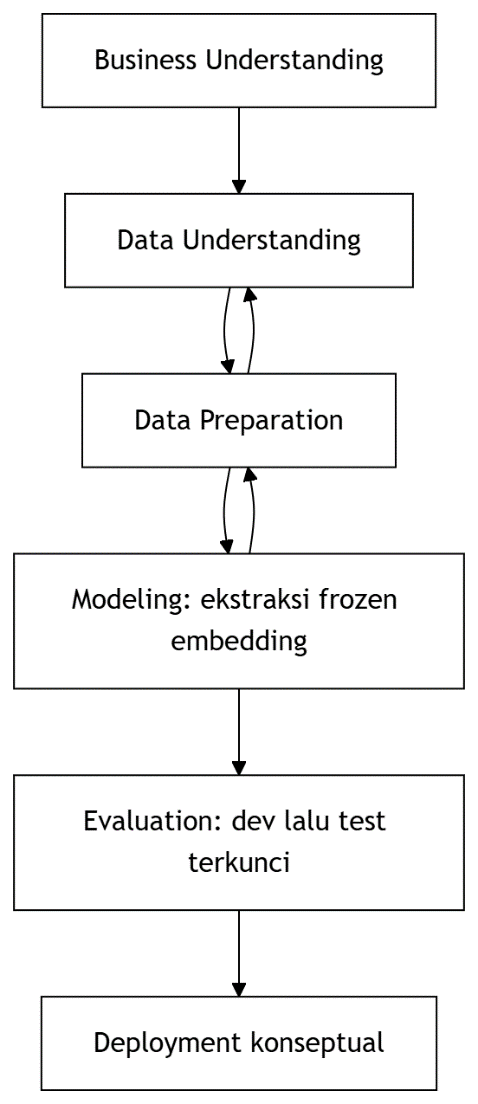 Business Understanding
Data Understanding
Data Preparation
Modeling: ekstraksi frozen
embedding
Evaluation: dev lalu test
terkunci
Deployment konseptual